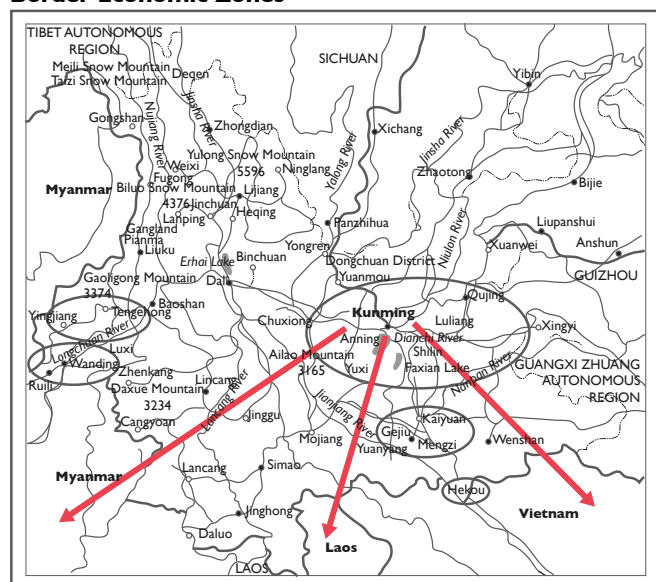 Border Economic Zones
TIBET AUTONOMOUS
REGION
SICHUAN
Meili Snow Mountain
Taizi Snow Mountain
Deqen
Yibin
Gongshan
Nujiang River
Jinsha River
Zhongdian
Xichang
Jinsha River
Yulong Snow Mountain
5596
Ninglang
Yalong River
Weixi
Fugong
Zhaotong
Bijie
Myanmar
Biluo Snow Mountain
Lijiang
4376
Jinchuan
Lanping
Heqing
Panzhihua
Niulon River
Liupanshui
Gangland
Pianma
Liuku
Yongren
Xuanwei
Anshun
Erhai Lake
Binchuan
Dongchuan District
Yuanmou
GUIZHOU
Gaoligong Mountain
3374
Dali
Qujing
Yingjiang
Tengehong
Baoshan
Chuxiong
Kunming
Luliang
Xingyi
Longchuan River
Anning
Dianchi River
Luxi
Ailao Mountain
3165
Shilin
Wanding
Yuxi
Faxian Lake
Nanpan River
GUANGXI ZHUANG
AUTONOMOUS
REGION
Ruili
Zhenkang
Daxue Mountain
3234
Lincang
Lancang River
Cangyoan
Jinggu
Jianjiang River
Kaiyuan
Mojiang
Gejiu
Mengzi
Yuanyang
Wenshan
Myanmar
Lancang
Simao
Hekou
Jinghong
Vietnam
Daluo
Laos
LAOS